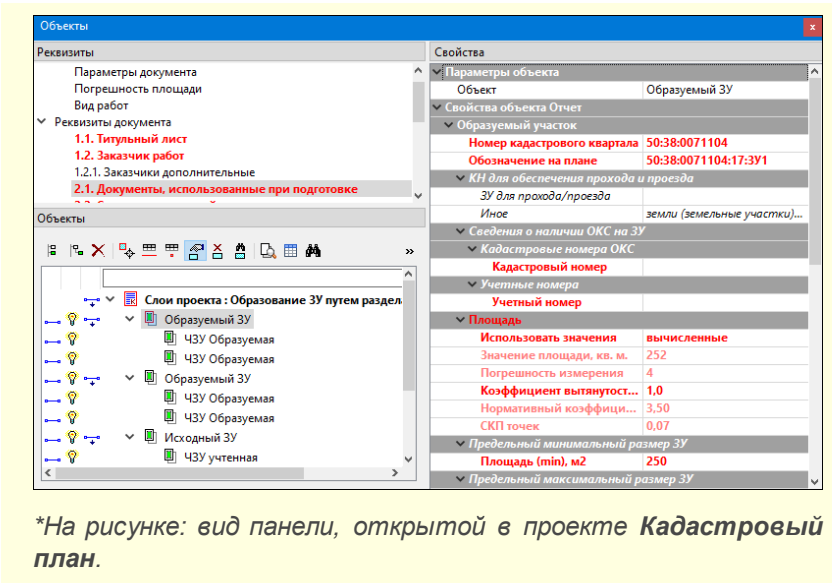 Объекты
Реквизиты
Параметры документа
Погрешность площади
Вид работ
Реквизиты документа
1.1. Титульный лист
1.2. Заказчик работ
1.2.1. Заказчики дополнительные
2.1. Документы, использованные при подготовке
Объекты
»
Слои проекта : Образование ЗУ путем раздел
Образуемый ЗУ
ЧЗУ Образуемая
ЧЗУ Образуемая
Образуемый ЗУ
ЧЗУ Образуемая
ЧЗУ Образуемая
Исходный ЗУ
ЧЗУ учтенная
Свойства
Параметры объекта
Объект Образуемый ЗУ
Свойства объекта Отчет
Образуемый участок
Номер кадастрового квартала 50:38:0071104
Обозначение на плане 50:38:0071104:17:ЗУ1
КН для обеспечения прохода и проезда
ЗУ для прохода/проезда
Иное земли (земельные участки)...
Сведения о наличии ОКС на ЗУ
Кадастровые номера ОКС
Кадастровый номер
Учетные номера
Учетный номер
Площадь
Использовать значения вычисленные
Значение площади, кв. м. 252
Погрешность измерения 4
Коэффициент вытянутост... 1,0
Нормативный коэффици... 3,50
СКП точек 0,07
Предельный минимальный размер ЗУ
Площадь (min), м2 250
Предельный максимальный размер ЗУ
*На рисунке: вид панели, открытой в проекте Кадастровый
план.